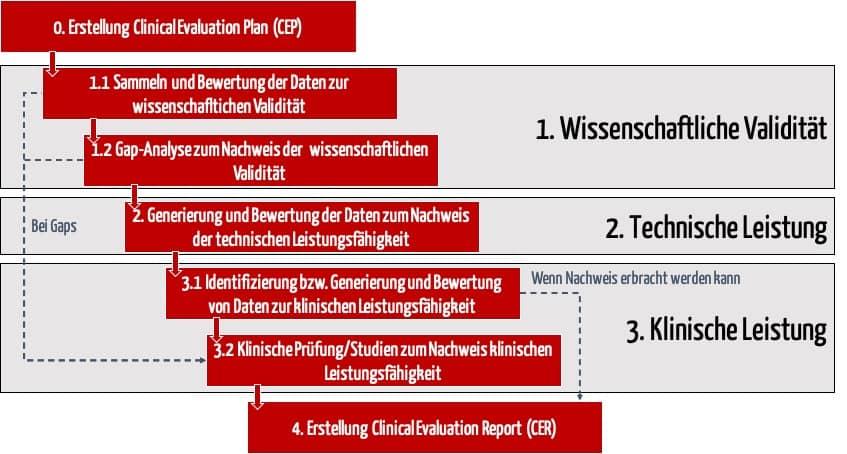 0. Erstellung Clinical Evaluation Plan (CEP)
1.1 Sammeln und Bewertung der Daten zur
wissenschafltichen Validität
1. Wissenschaftliche Validität
1.2 Gap-Analyse zum Nachweis der wissenschaftlichen
Validität
Bei Gaps
2. Generierung und Bewertung der Daten zum Nachweis
der technischen Leistungsfähigkeit
2. Technische Leistung
3.1 Identifizierung bzw. Generierung und Bewertung
von Daten zur klinischen Leistungsfähigkeit
Wenn Nachweis erbracht werden kann
3. Klinische Leistung
3.2 Klinische Prüfung/Studien zum Nachweis klinischen
Leistungsfähigkeit
4. Erstellung Clinical Evaluation Report (CER)